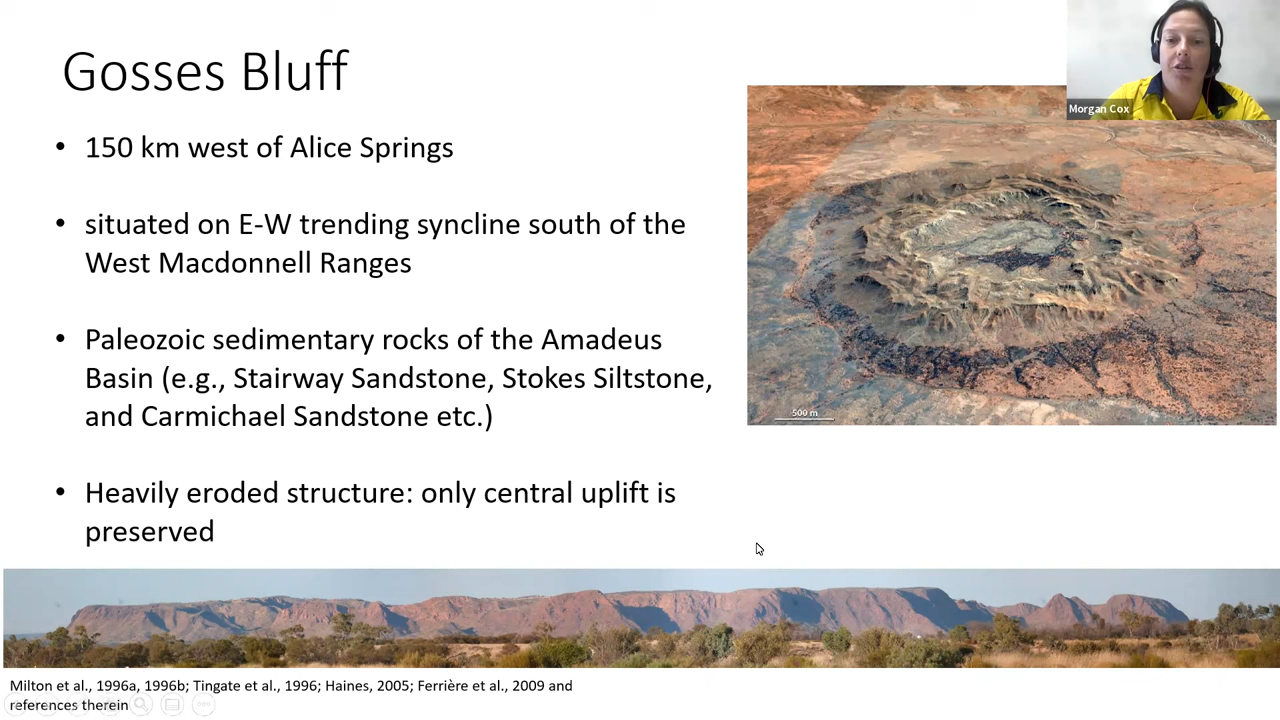 Gosses Bluff
Morgan Cox
• 150 km west of Alice Springs
• situated on E-W trending syncline south of the
West Macdonnell Ranges
• Paleozoic sedimentary rocks of the Amadeus
Basin (e.g., Stairway Sandstone, Stokes Siltstone,
and Carmichael Sandstone etc.)
• Heavily eroded structure: only central uplift is
preserved
500 m
Milton et al., 1996a, 1996b; Tingate et al., 1996; Haines, 2005; Ferrière et al., 2009 and
references therein